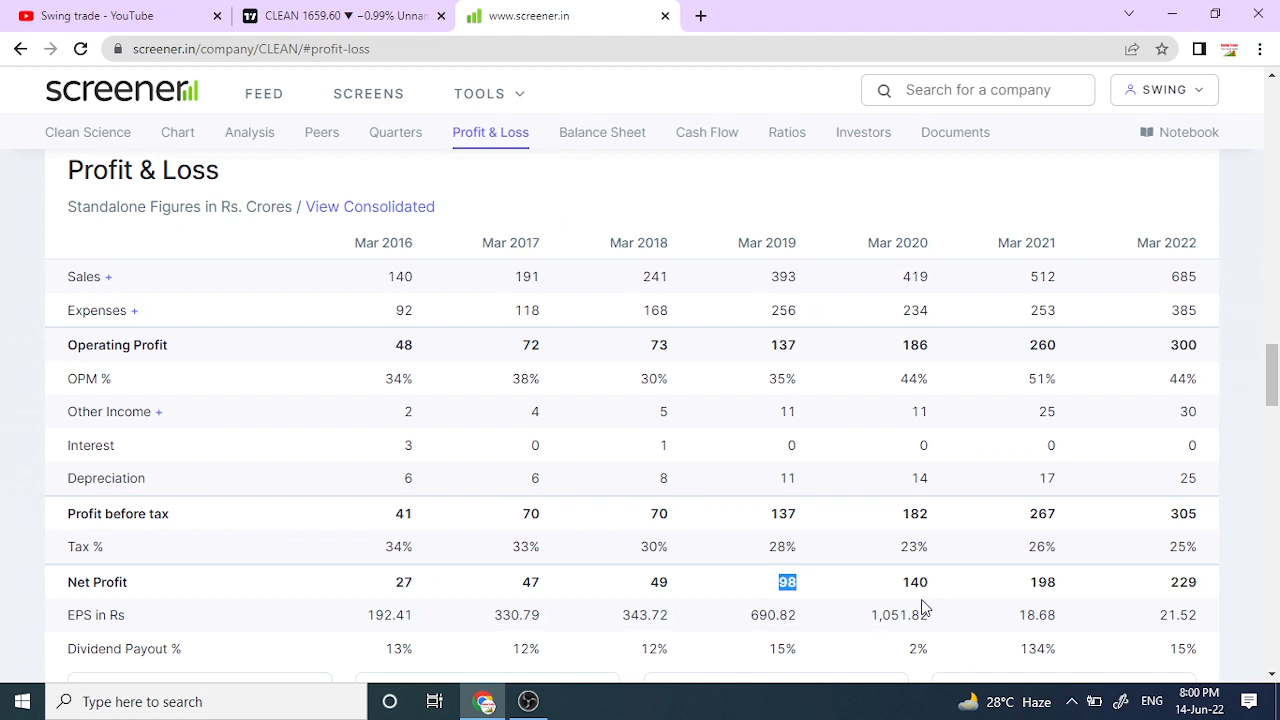 Swing trade - YouTube
CLEAN 1659.60 ▼ −0.99% Unnam
www.screener.in
screener.in/company/CLEAN/#profit-loss
screener
FEED
SCREENS
TOOLS
Search for a company
SWING
Clean Science
Chart
Analysis
Peers
Quarters
Profit & Loss
Balance Sheet
Cash Flow
Ratios
Investors
Documents
Notebook
Profit & Loss
Standalone Figures in Rs. Crores / View Consolidated
Mar 2016 Mar 2017 Mar 2018 Mar 2019 Mar 2020 Mar 2021 Mar 2022
Sales + 140 191 241 393 419 512 685
Expenses + 92 118 168 256 234 253 385
Operating Profit 48 72 73 137 186 260 300
OPM % 34% 38% 30% 35% 44% 51% 44%
Other Income + 2 4 5 11 11 25 30
Interest 3 0 1 0 0 0 0
Depreciation 6 6 8 11 14 17 25
Profit before tax 41 70 70 137 182 267 305
Tax % 34% 33% 30% 28% 23% 26% 25%
Net Profit 27 47 49 98 140 198 229
EPS in Rs 192.41 330.79 343.72 690.82 1,051.82 18.68 21.52
Dividend Payout % 13% 12% 12% 15% 2% 134% 15%
Type here to search
28°C Haze
ENG
8:00 PM
14-Jun-22